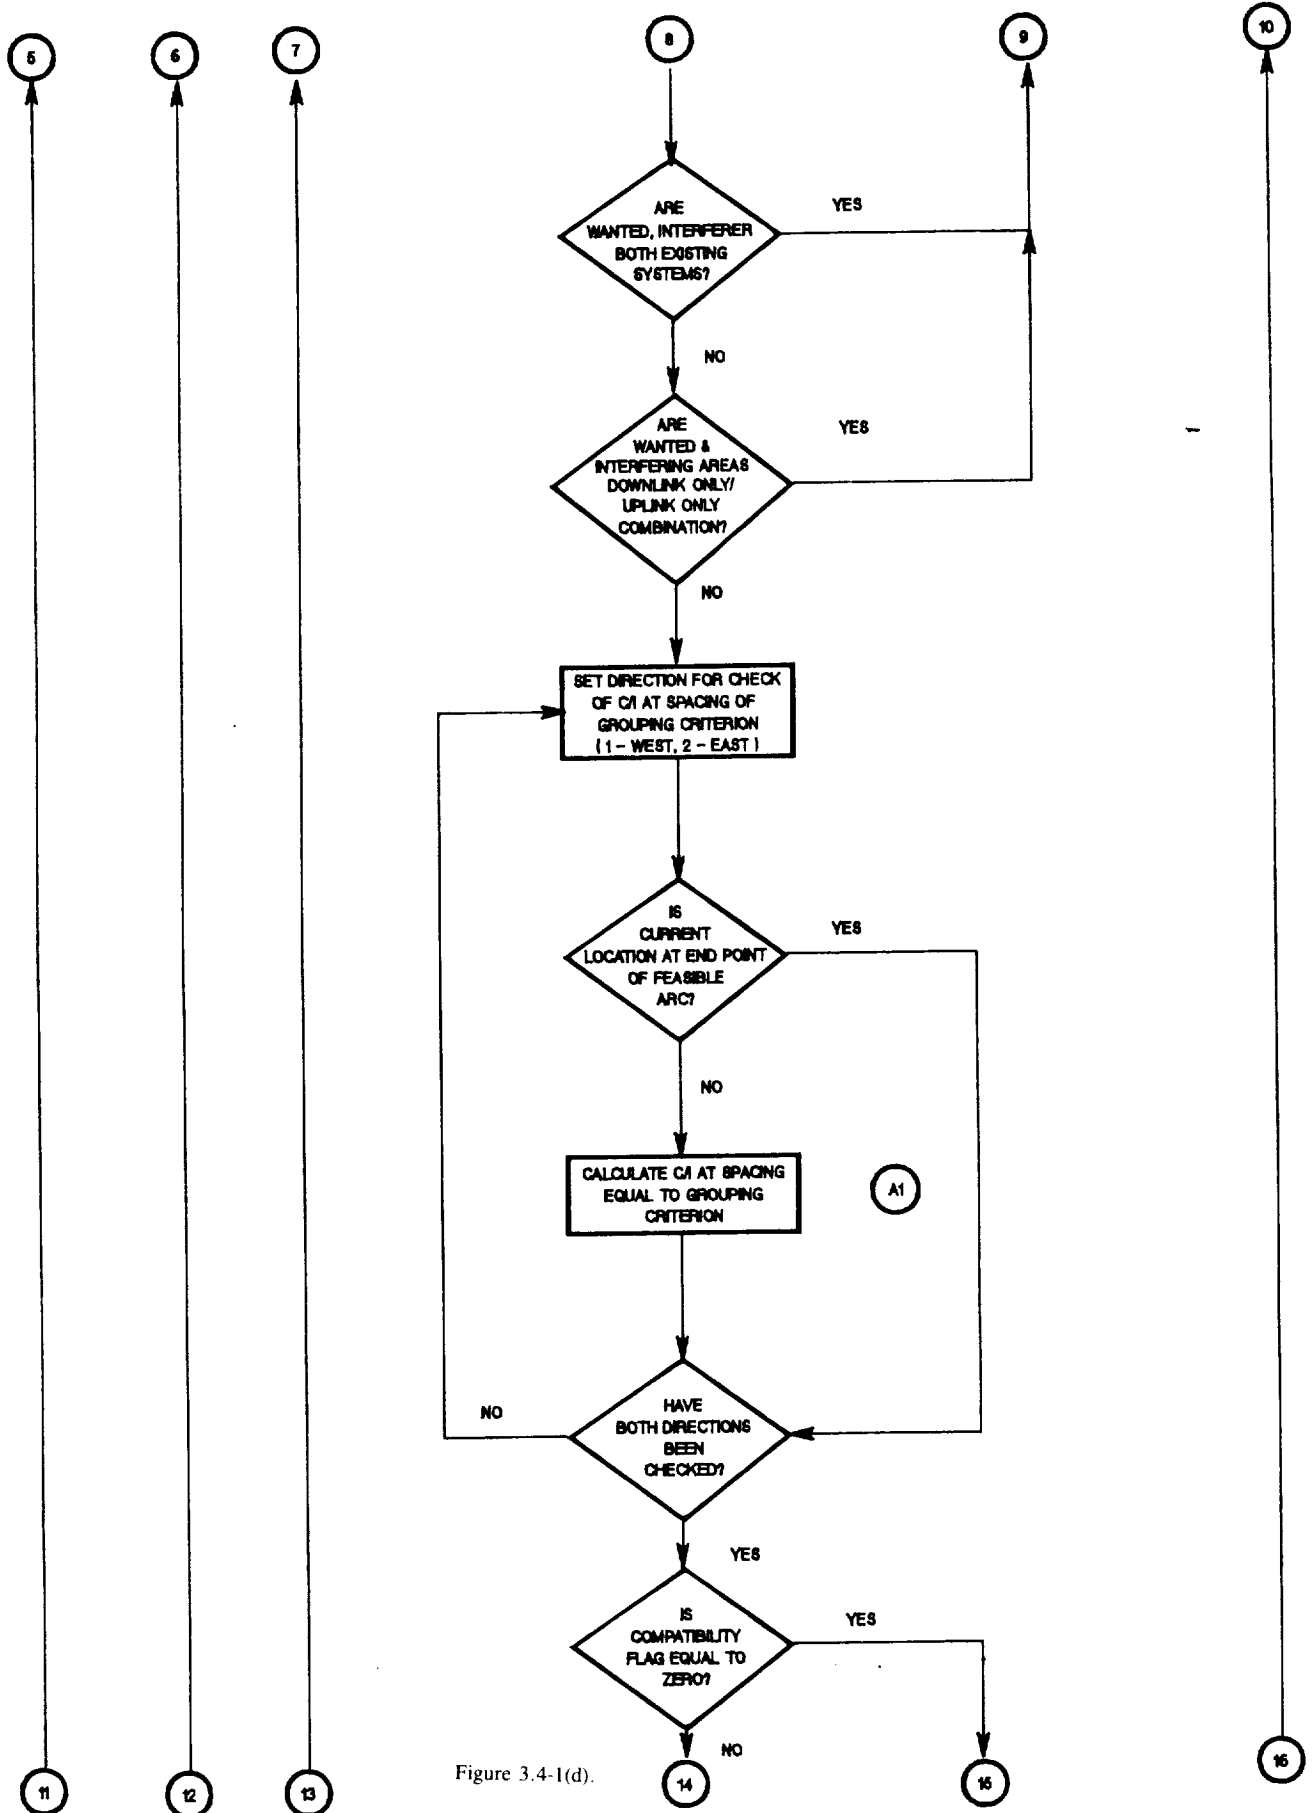 5
6
7
8
9
10
ARE
WANTED, INTERFERER
BOTH EXISTING
SYSTEMS?
YES
NO
ARE
WANTED &
INTERFERING AREAS
DOWNLINK ONLY/
UPLINK ONLY
COMBINATION?
YES
NO
SET DIRECTION FOR CHECK
OF C/I AT SPACING OF
GROUPING CRITERION
(1 - WEST, 2 - EAST)
IS
CURRENT
LOCATION AT END POINT
OF FEASIBLE
ARC?
YES
NO
CALCULATE C/I AT SPACING
EQUAL TO GROUPING
CRITERION
A1
HAVE
BOTH DIRECTIONS
BEEN
CHECKED?
NO
YES
IS
COMPATIBILITY
FLAG EQUAL TO
ZERO?
YES
NO
11
12
13
Figure 3.4-1(d).
14
15
16